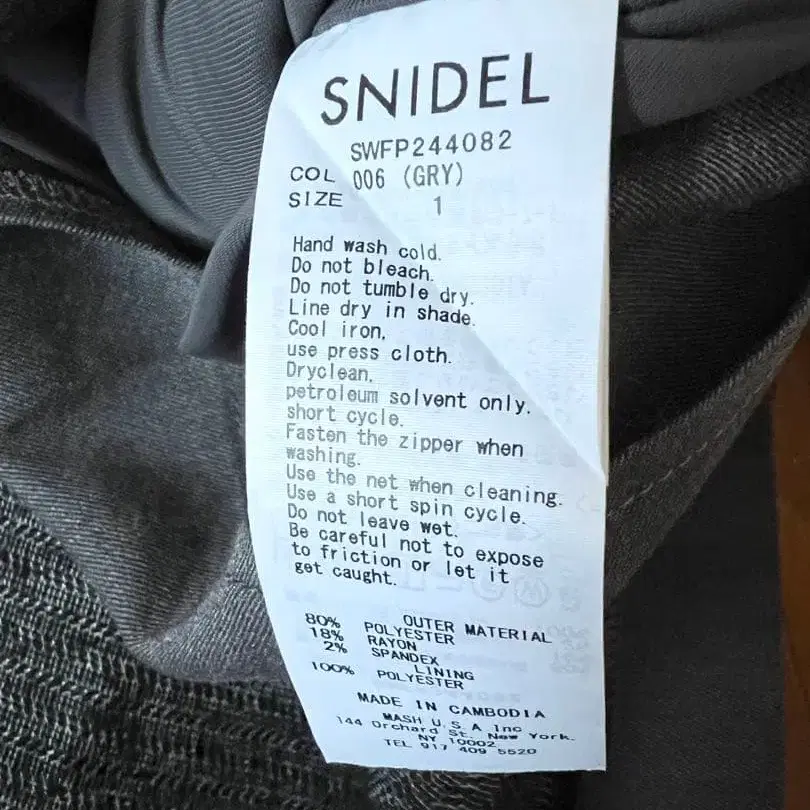 SNIDEL
SWFP244082
COL 006 (GRY)
SIZE 1
Hand wash cold.
Do not bleach.
Do not tumble dry.
Line dry in shade.
Cool iron,
use press cloth.
Dryclean,
petroleum solvent only.
short cycle.
Fasten the zipper when
washing.
Use the net when cleaning.
Use a short spin cycle.
Do not leave wet.
Be careful not to expose
to friction or let it
get caught.
OUTER MATERIAL
80% POLYESTER
18% RAYON
2% SPANDEX
LINING
100% POLYESTER
MADE IN CAMBODIA
MASH U.S.A Inc
144 Orchard St. New York.
NY 10002
TEL 917 409 5520